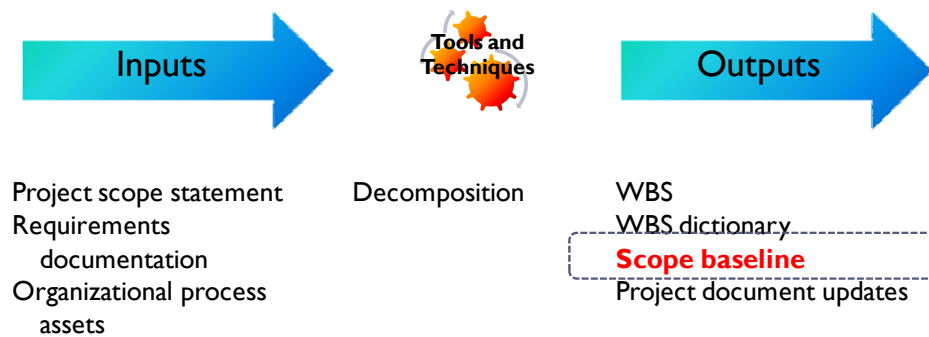 Inputs
Tools and
Techniques
Outputs
Project scope statement
Requirements
documentation
Organizational process
assets
Decomposition
WBS
WBS dictionary
Scope baseline
Project document updates